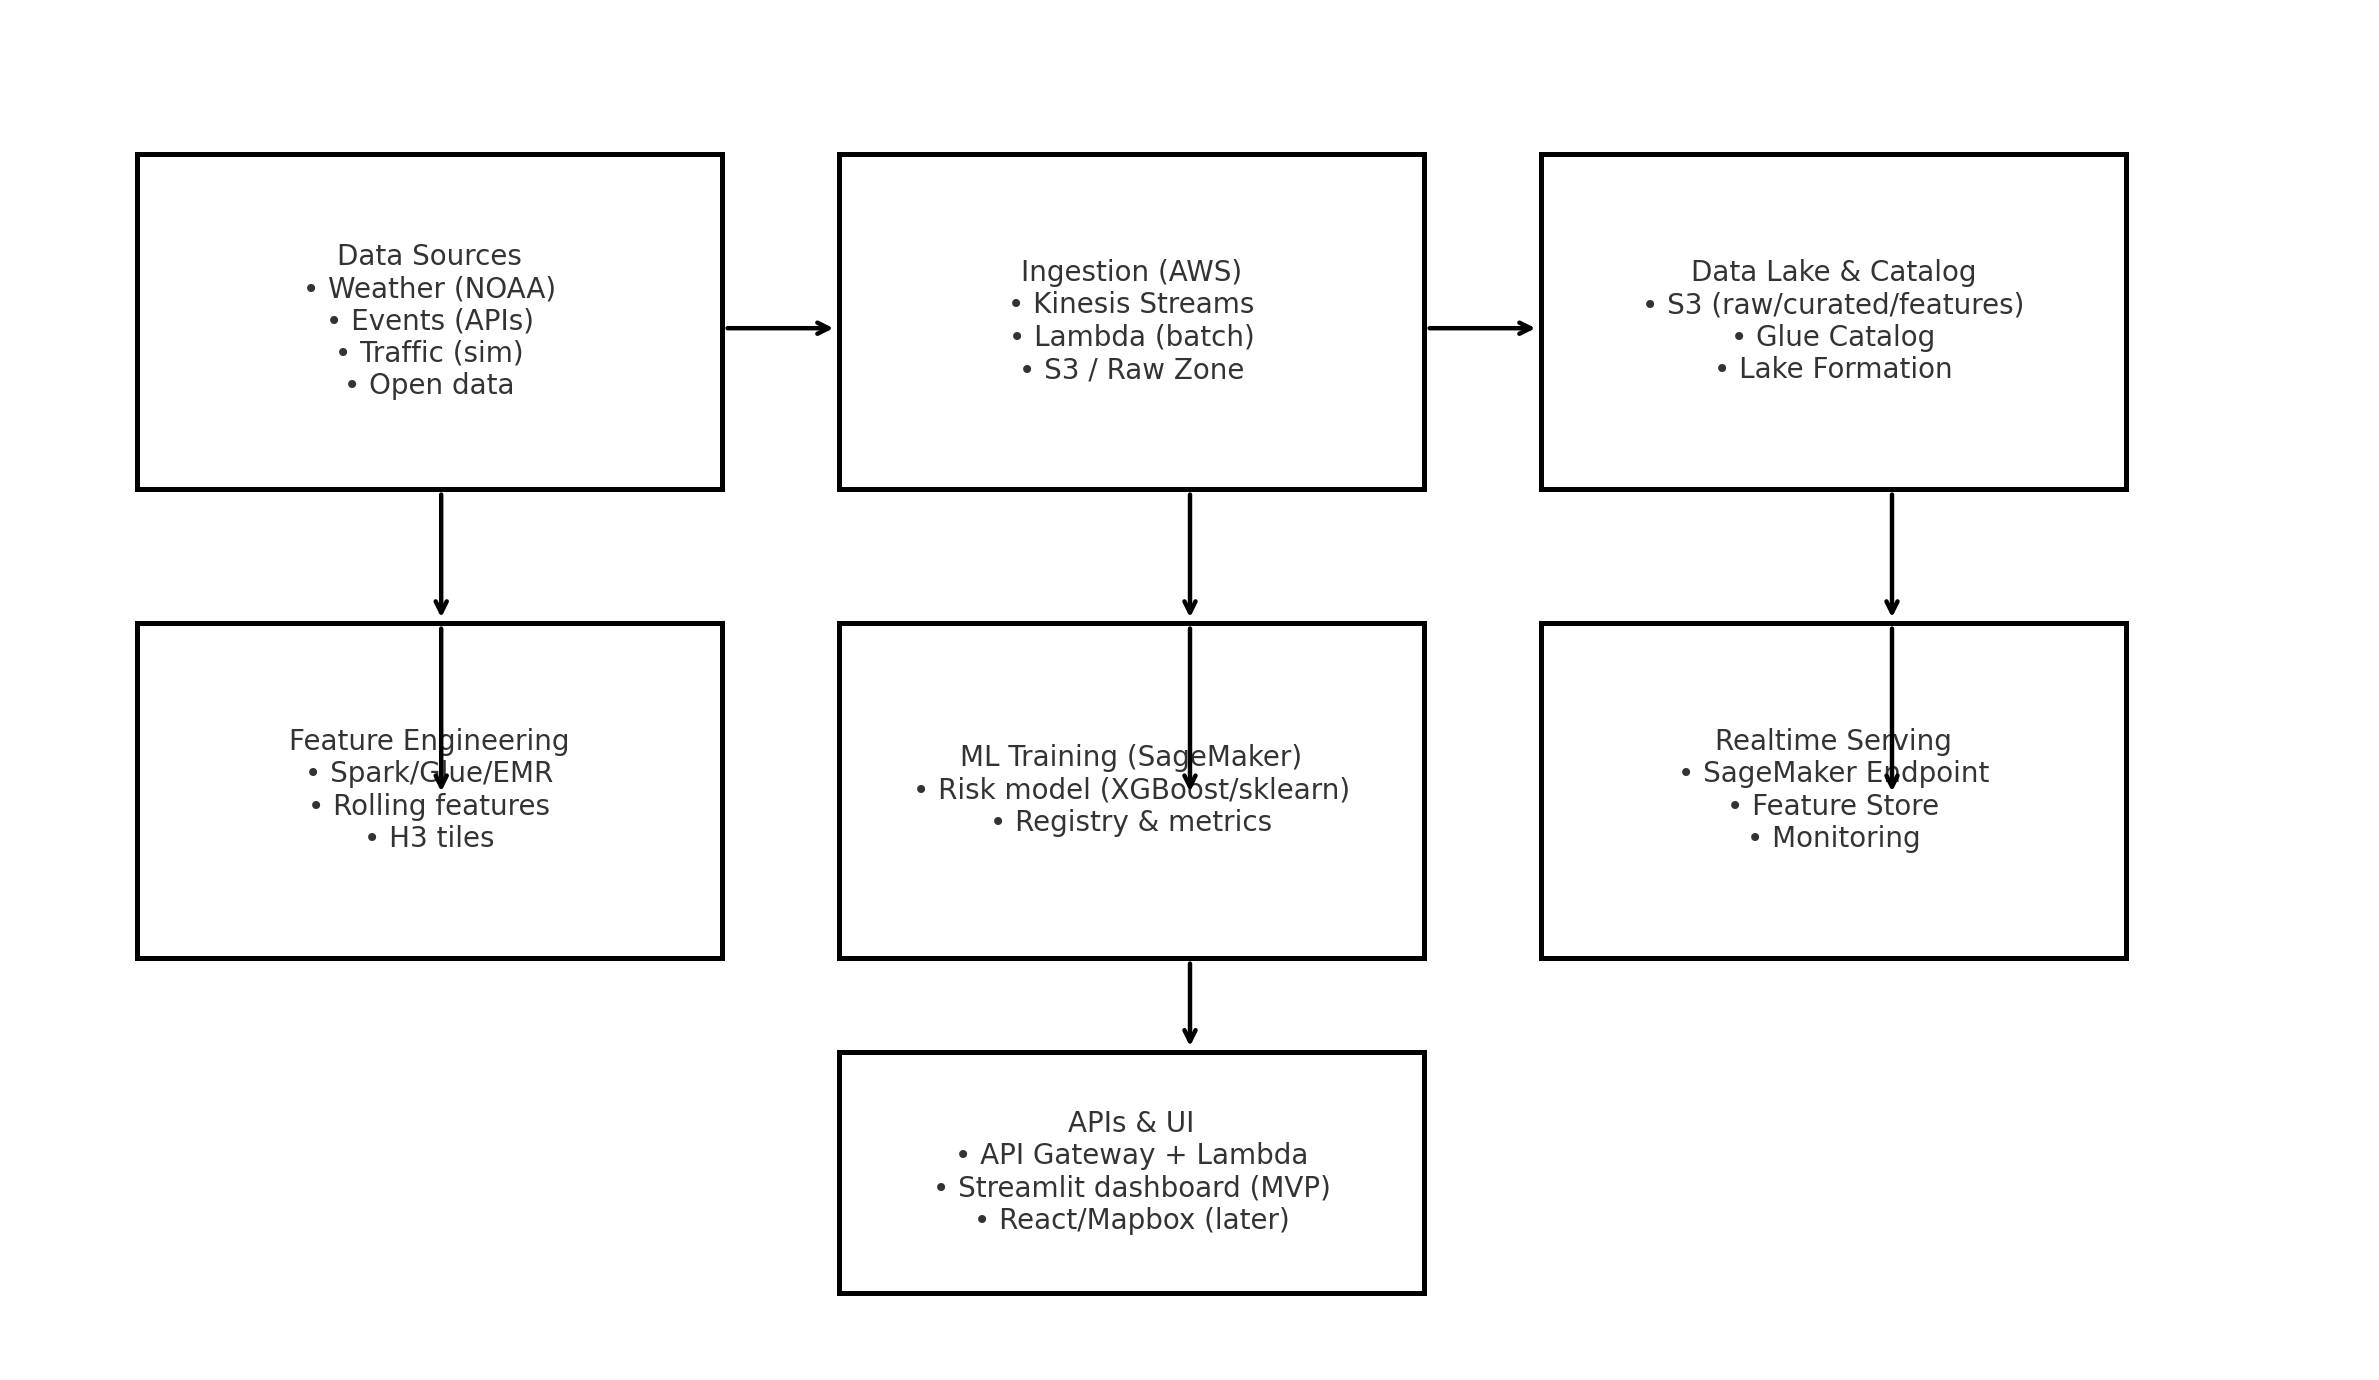 Data Sources
• Weather (NOAA)
• Events (APIs)
• Traffic (sim)
• Open data
Ingestion (AWS)
• Kinesis Streams
• Lambda (batch)
• S3 / Raw Zone
Data Lake & Catalog
• S3 (raw/curated/features)
• Glue Catalog
• Lake Formation
Feature Engineering
• Spark/Glue/EMR
• Rolling features
• H3 tiles
ML Training (SageMaker)
• Risk model (XGBoost/sklearn)
• Registry & metrics
Realtime Serving
• SageMaker Endpoint
• Feature Store
• Monitoring
APIs & UI
• API Gateway + Lambda
• Streamlit dashboard (MVP)
• React/Mapbox (later)